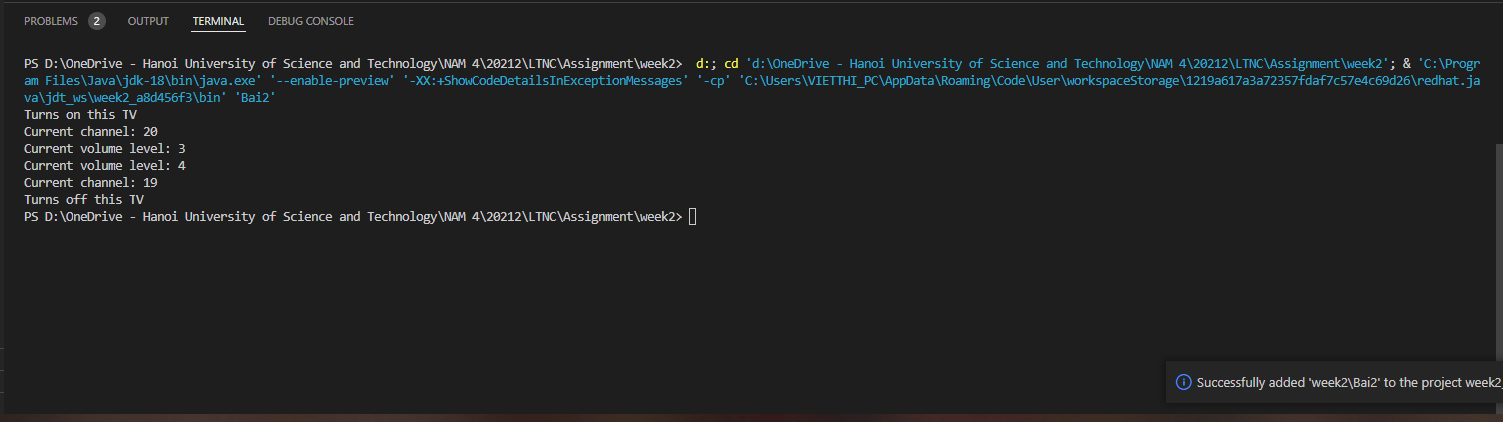 PROBLEMS 2 OUTPUT TERMINAL DEBUG CONSOLE
PS D:\OneDrive - Hanoi University of Science and Technology\NAM 4\20212\LTNC\Assignment\week2>  d:; cd 'd:\OneDrive - Hanoi University of Science and Technology\NAM 4\20212\LTNC\Assignment\week2'; & 'C:\Progr
am Files\Java\jdk-18\bin\java.exe' '--enable-preview' '-XX:+ShowCodeDetailsInExceptionMessages' '-cp' 'C:\Users\VIETTHI_PC\AppData\Roaming\Code\User\workspaceStorage\1219a617a3a72357fdaf7c57e4c69d26\redhat.ja
va\jdt_ws\week2_a8d456f3\bin' 'Bai2'
Turns on this TV
Current channel: 20
Current volume level: 3
Current volume level: 4
Current channel: 19
Turns off this TV
PS D:\OneDrive - Hanoi University of Science and Technology\NAM 4\20212\LTNC\Assignment\week2>
Successfully added 'week2\Bai2' to the project week2_